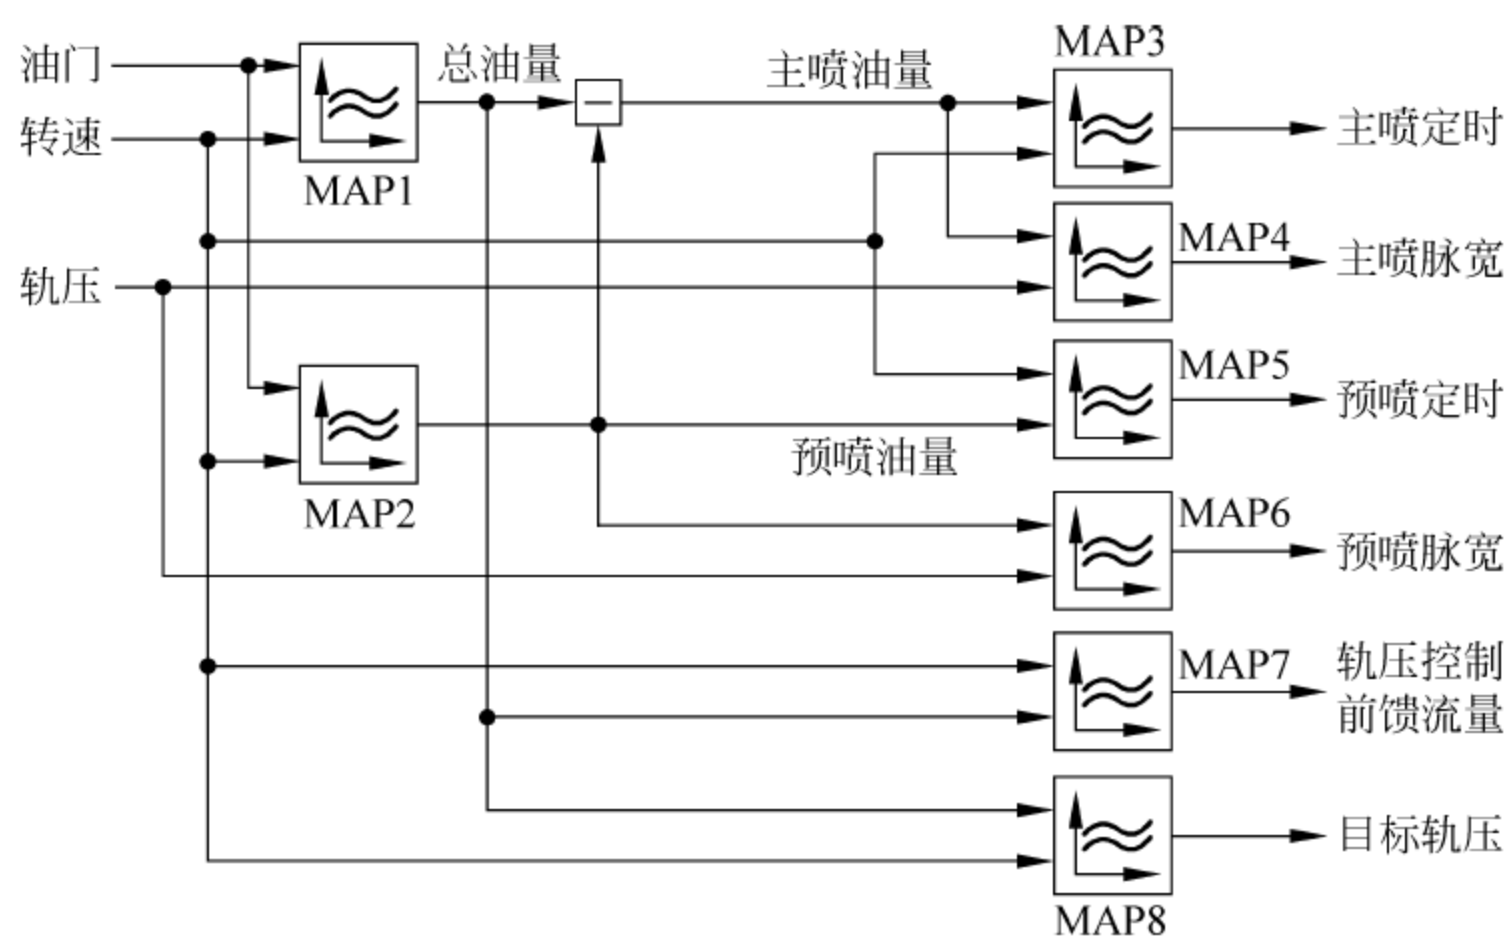 油门
转速
轨压
MAP1
总油量
主喷油量
MAP2
预喷油量
MAP3
主喷定时
MAP4
主喷脉宽
MAP5
预喷定时
MAP6
预喷脉宽
MAP7
轨压控制
前馈流量
目标轨压
MAP8